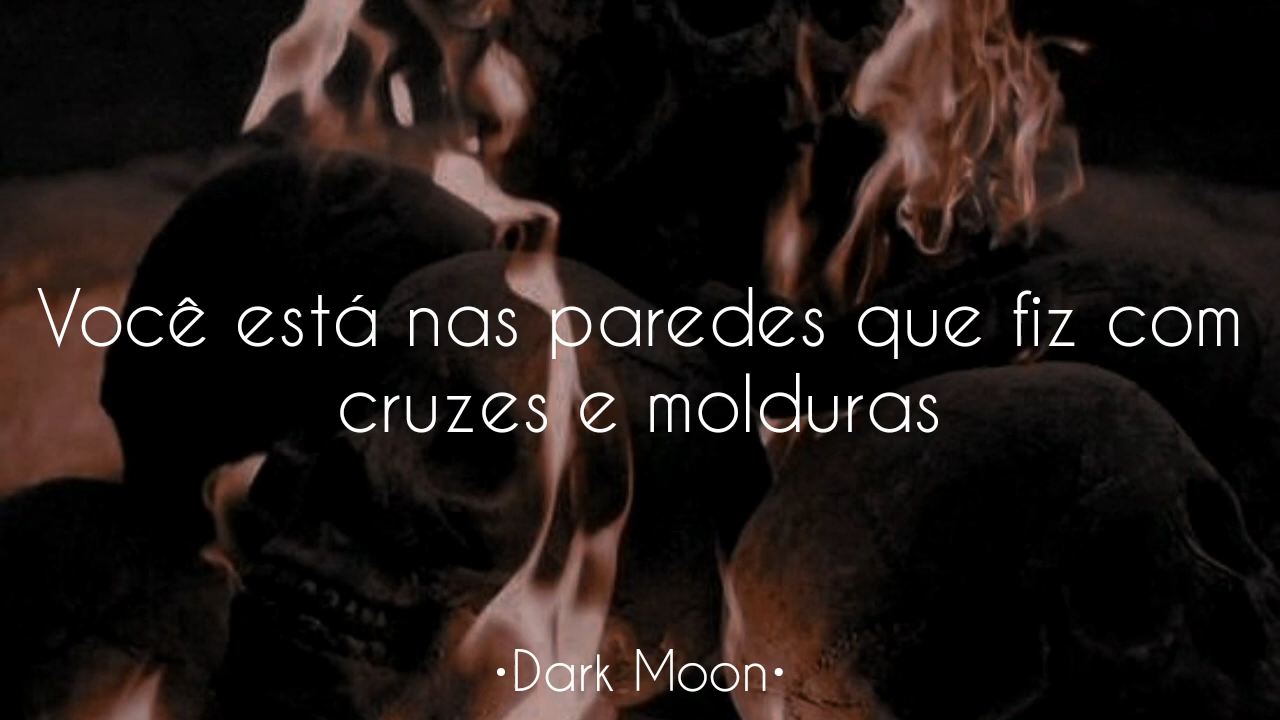 Você está nas paredes que fiz com
cruzes e molduras
•Dark Moon•